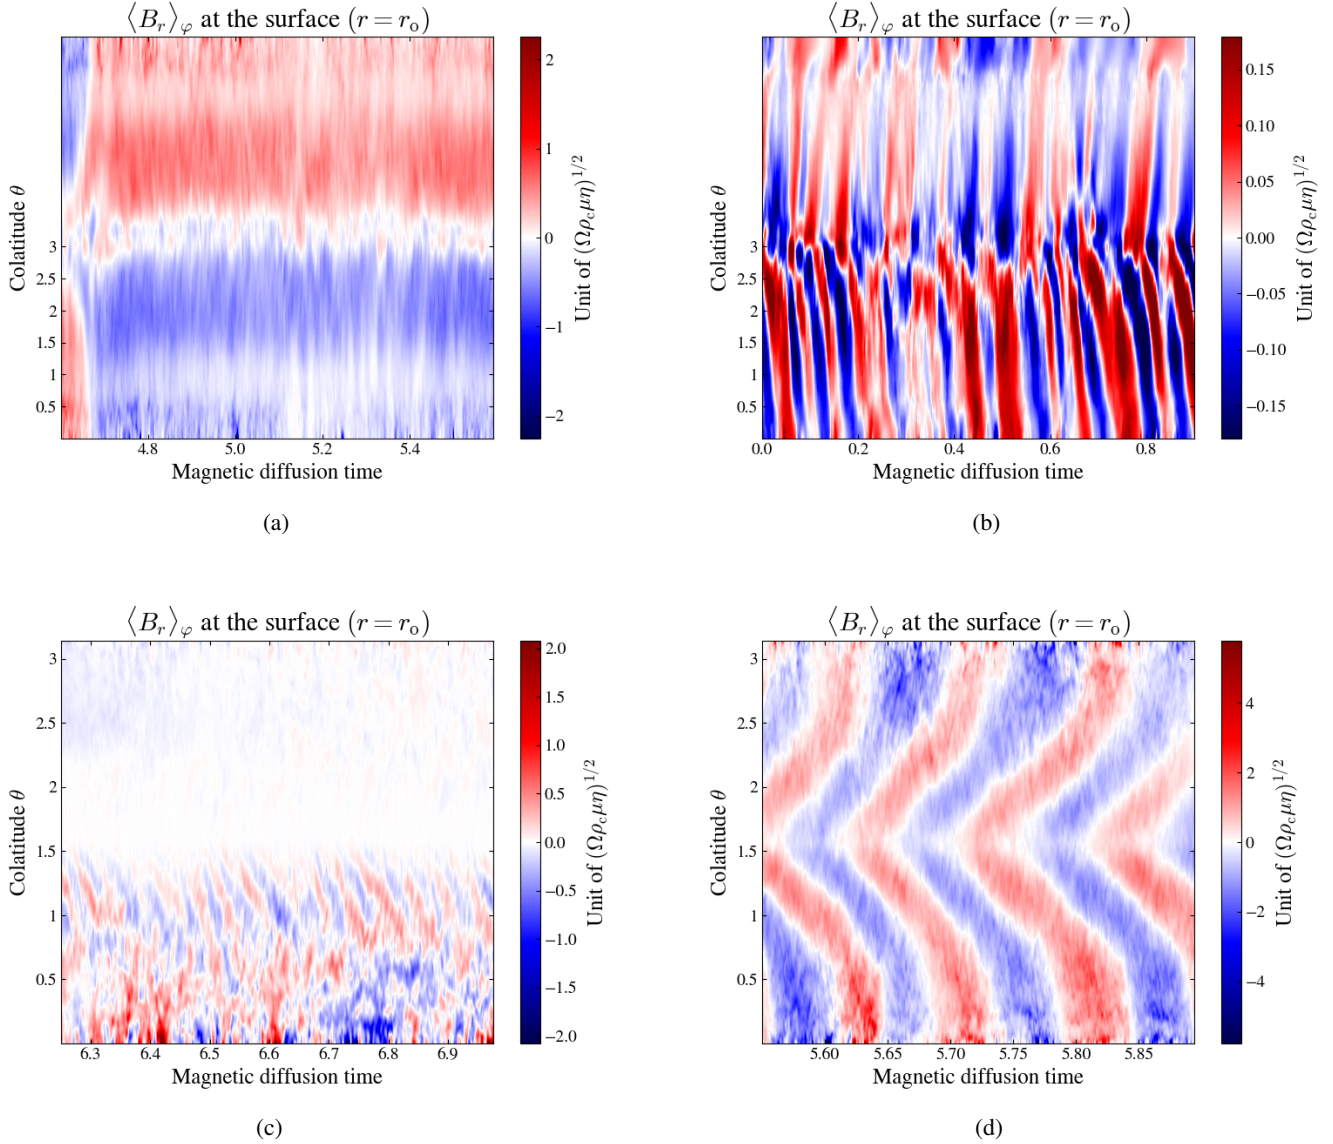 ⟨B_r⟩_φ at the surface (r = r_o)
Colatitude θ
3
2.5
2
1.5
1
0.5
4.8 5.0 5.2 5.4
Magnetic diffusion time
2
1
0
−1
−2
Unit of (Ωρ_cμη)^{1/2}
(a)
⟨B_r⟩_φ at the surface (r = r_o)
Colatitude θ
3
2.5
2
1.5
1
0.5
0.0 0.2 0.4 0.6 0.8
Magnetic diffusion time
0.15
0.10
0.05
0.00
−0.05
−0.10
−0.15
Unit of (Ωρ_cμη)^{1/2}
(b)
⟨B_r⟩_φ at the surface (r = r_o)
Colatitude θ
3
2.5
2
1.5
1
0.5
6.3 6.4 6.5 6.6 6.7 6.8 6.9
Magnetic diffusion time
2.0
1.5
1.0
0.5
0.0
−0.5
−1.0
−1.5
−2.0
Unit of (Ωρ_cμη)^{1/2}
(c)
⟨B_r⟩_φ at the surface (r = r_o)
Colatitude θ
3
2.5
2
1.5
1
0.5
5.60 5.65 5.70 5.75 5.80 5.85
Magnetic diffusion time
4
2
0
−2
−4
Unit of (Ωρ_cμη)^{1/2}
(d)